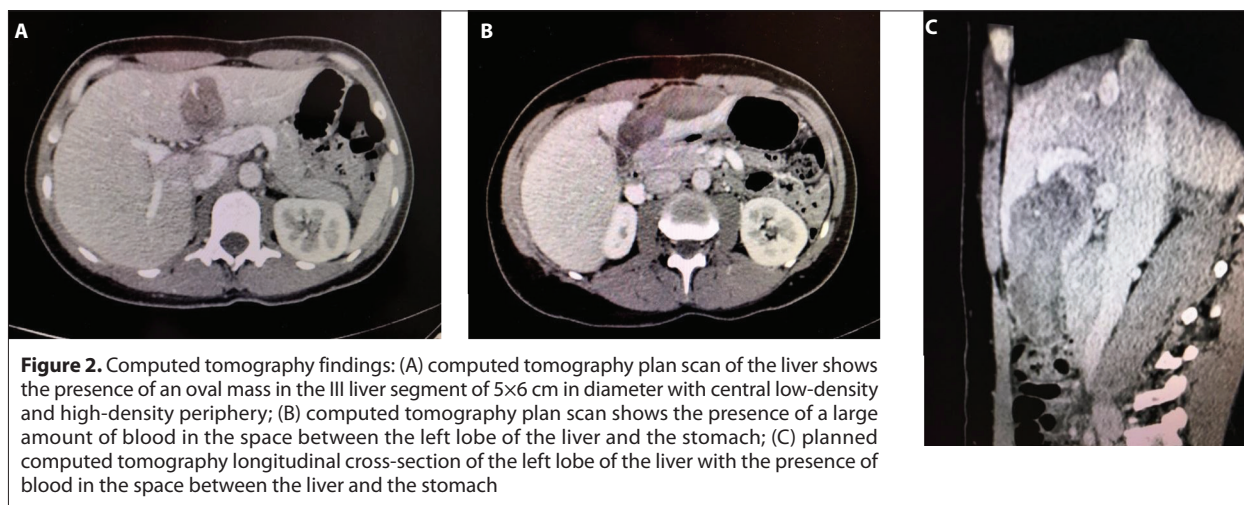 A
B
C
Figure 2. Computed tomography findings: (A) computed tomography plan scan of the liver shows
the presence of an oval mass in the III liver segment of 5×6 cm in diameter with central low-density
and high-density periphery; (B) computed tomography plan scan shows the presence of a large
amount of blood in the space between the left lobe of the liver and the stomach; (C) planned
computed tomography longitudinal cross-section of the left lobe of the liver with the presence of
blood in the space between the liver and the stomach